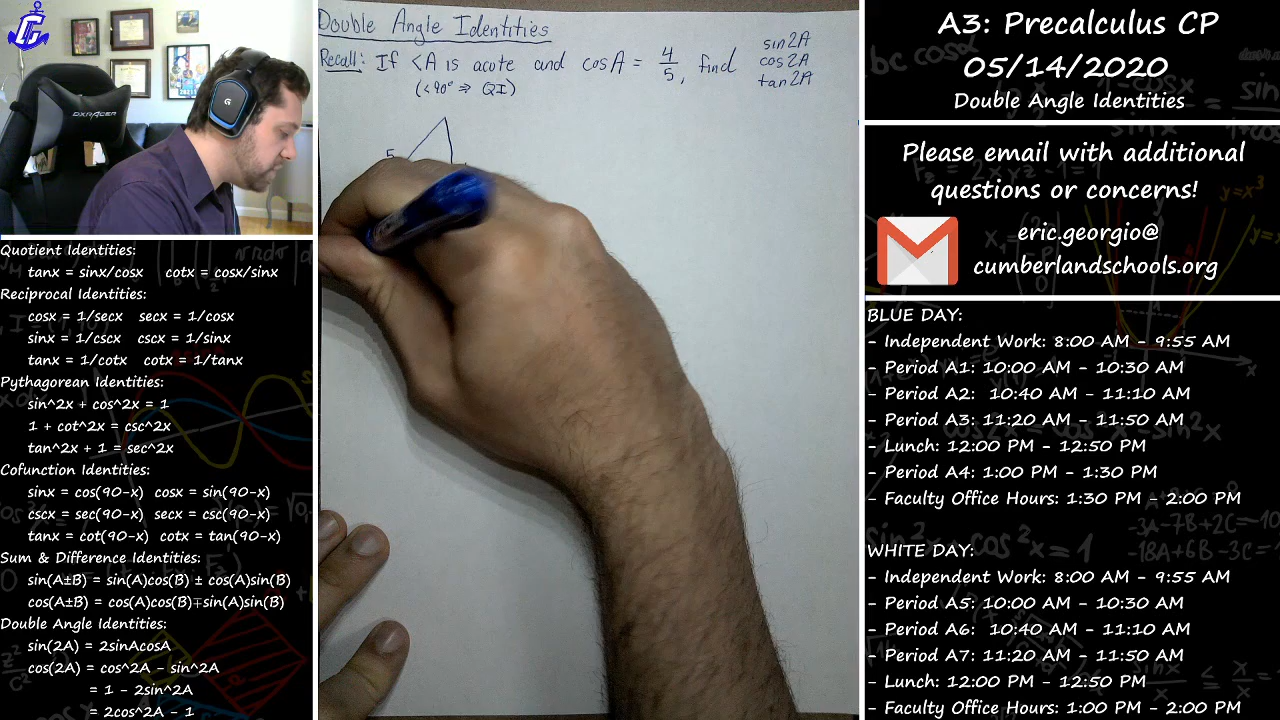 Double Angle Identities
Recall: If <A is acute and cosA = 4/5, find sin2A
cos2A
tan2A
(<90° ⇒ QI)
5
DXRACER
G
Quotient Identities:
tanx = sinx/cosx cotx = cosx/sinx
Reciprocal Identities:
cosx = 1/secx secx = 1/cosx
sinx = 1/cscx cscx = 1/sinx
tanx = 1/cotx cotx = 1/tanx
Pythagorean Identities:
sin^2x + cos^2x = 1
1 + cot^2x = csc^2x
tan^2x + 1 = sec^2x
Cofunction Identities:
sinx = cos(90-x) cosx = sin(90-x)
cscx = sec(90-x) secx = csc(90-x)
tanx = cot(90-x) cotx = tan(90-x)
Sum & Difference Identities:
sin(A±B) = sin(A)cos(B) ± cos(A)sin(B)
cos(A±B) = cos(A)cos(B)∓sin(A)sin(B)
Double Angle Identities:
sin(2A) = 2sinAcosA
cos(2A) = cos^2A - sin^2A
= 1 - 2sin^2A
= 2cos^2A - 1
A3: Precalculus CP
05/14/2020
Double Angle Identities
Please email with additional
questions or concerns!
eric.georgio@
cumberlandschools.org
BLUE DAY:
- Independent Work: 8:00 AM - 9:55 AM
- Period A1: 10:00 AM - 10:30 AM
- Period A2: 10:40 AM - 11:10 AM
- Period A3: 11:20 AM - 11:50 AM
- Lunch: 12:00 PM - 12:50 PM
- Period A4: 1:00 PM - 1:30 PM
- Faculty Office Hours: 1:30 PM - 2:00 PM
WHITE DAY:
- Independent Work: 8:00 AM - 9:55 AM
- Period A5: 10:00 AM - 10:30 AM
- Period A6: 10:40 AM - 11:10 AM
- Period A7: 11:20 AM - 11:50 AM
- Lunch: 12:00 PM - 12:50 PM
- Faculty Office Hours: 1:00 PM - 2:00 PM